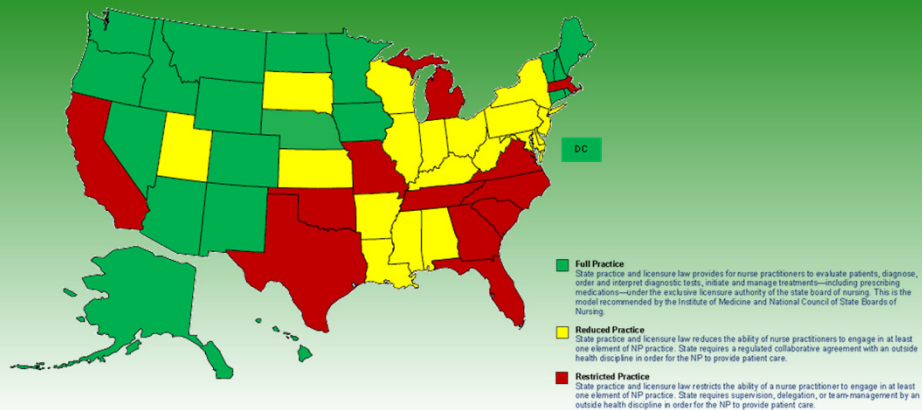 DC
Full Practice
State practice and licensure law provides for nurse practitioners to evaluate patients, diagnose,
order and interpret diagnostic tests, initiate and manage treatments—including prescribing
medications—under the exclusive licensure authority of the state board of nursing. This is the
model recommended by the Institute of Medicine and National Council of State Boards of
Nursing.
Reduced Practice
State practice and licensure law reduces the ability of nurse practitioners to engage in at least
one element of NP practice. State requires a regulated collaborative agreement with an outside
health discipline in order for the NP to provide patient care.
Restricted Practice
State practice and licensure law restricts the ability of a nurse practitioner to engage in at least
one element of NP practice. State requires supervision, delegation, or team-management by an
outside health discipline in order for the NP to provide patient care.